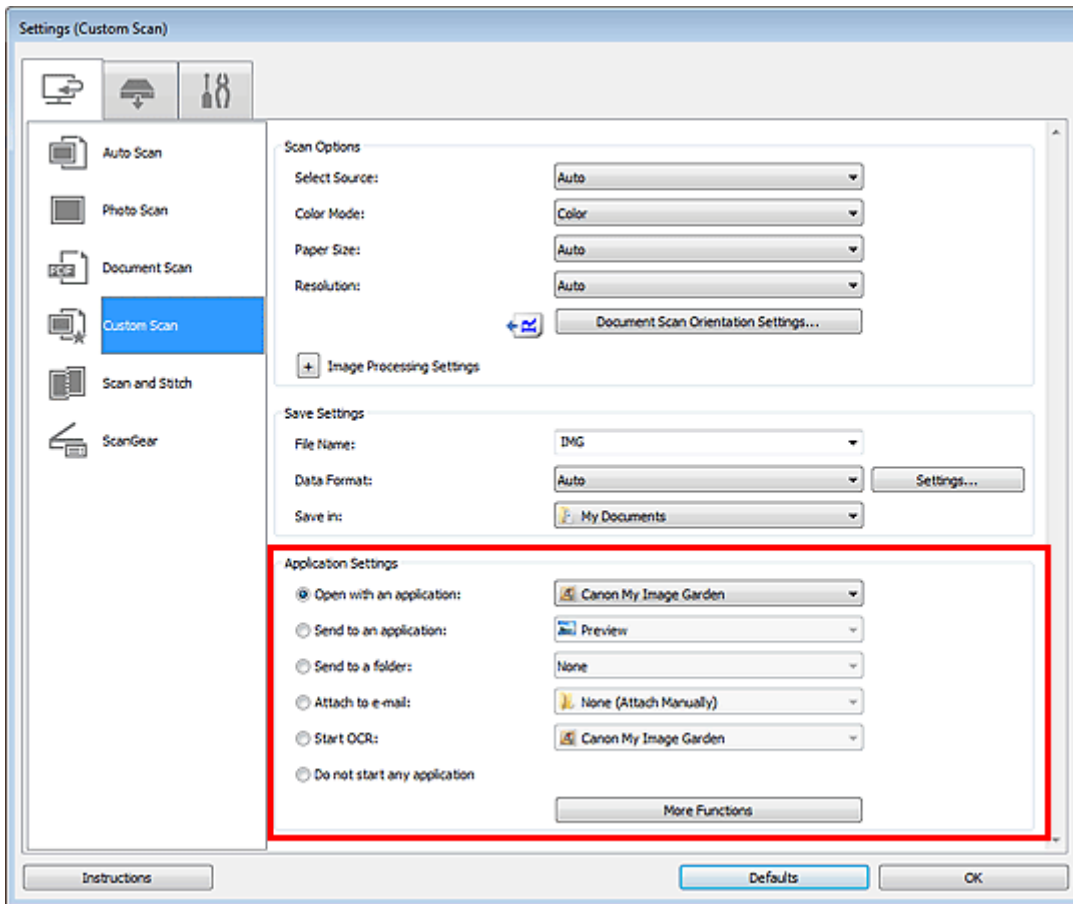 Settings (Custom Scan)
Auto Scan
Photo Scan
Document Scan
Custom Scan
Scan and Stitch
ScanGear
Scan Options
Select Source: Auto
Color Mode: Color
Paper Size: Auto
Resolution: Auto
Document Scan Orientation Settings...
+ Image Processing Settings
Save Settings
File Name: IMG
Data Format: Auto Settings...
Save in: My Documents
Application Settings
Open with an application: Canon My Image Garden
Send to an application: Preview
Send to a folder: None
Attach to e-mail: None (Attach Manually)
Start OCR: Canon My Image Garden
Do not start any application
More Functions
Instructions Defaults OK